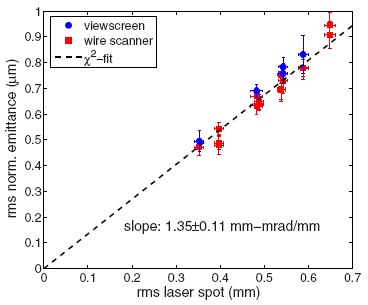 viewscreen
wire scanner
χ²–fit
1
0.9
0.8
0.7
0.6
0.5
0.4
0.3
0.2
0.1
0
rms norm. emittance (μm)
slope: 1.35±0.11 mm−mrad/mm
0 0.1 0.2 0.3 0.4 0.5 0.6 0.7
rms laser spot (mm)